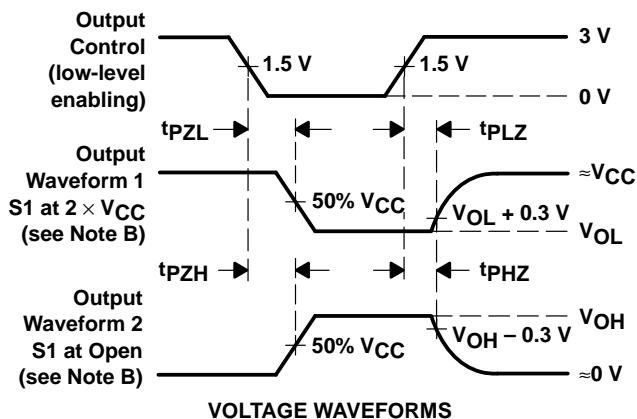 Output
Control
(low-level
enabling)
1.5 V
1.5 V
3 V
0 V
tPZL
tPLZ
Output
Waveform 1
S1 at 2 × VCC
(see Note B)
50% VCC
VOL + 0.3 V
≈VCC
VOL
tPZH
tPHZ
Output
Waveform 2
S1 at Open
(see Note B)
50% VCC
VOH – 0.3 V
VOH
≈0 V
VOLTAGE WAVEFORMS